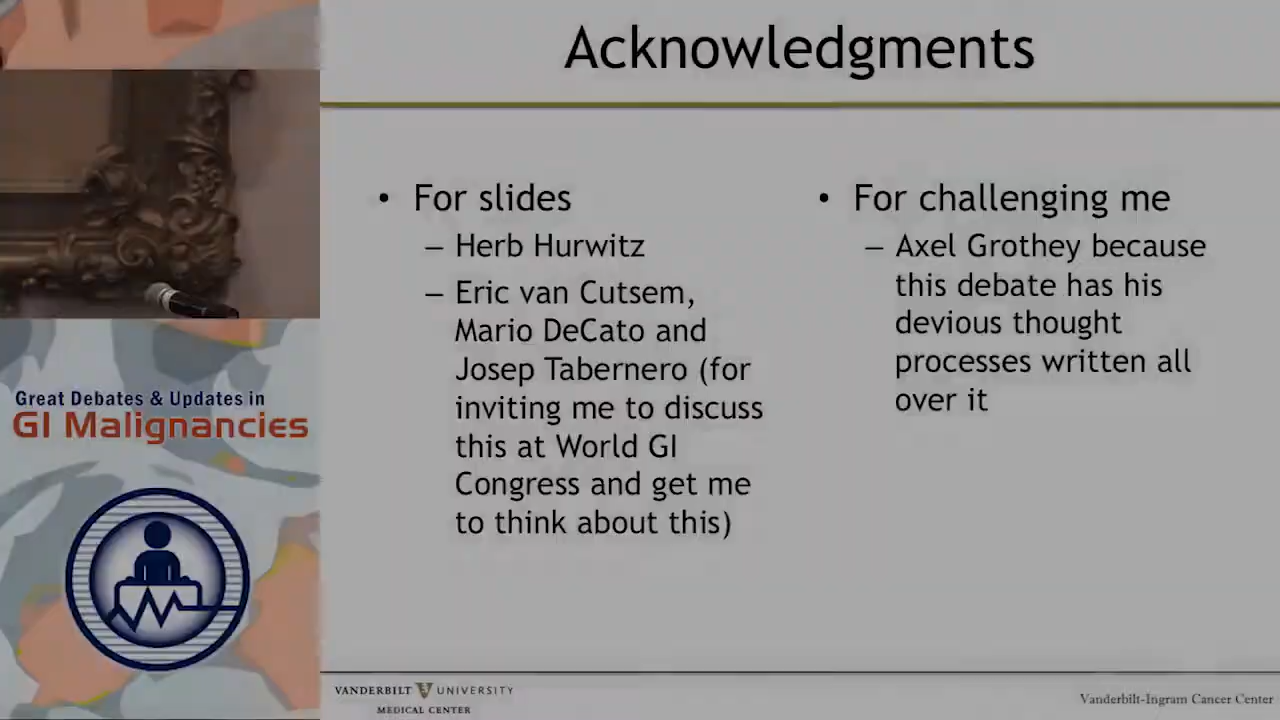 Acknowledgments
• For slides
– Herb Hurwitz
– Eric van Cutsem,
Mario DeCato and
Josep Tabernero (for
inviting me to discuss
this at World GI
Congress and get me
to think about this)
• For challenging me
– Axel Grothey because
this debate has his
devious thought
processes written all
over it
Great Debates & Updates in
GI Malignancies
VANDERBILT UNIVERSITY
MEDICAL CENTER
Vanderbilt-Ingram Cancer Center